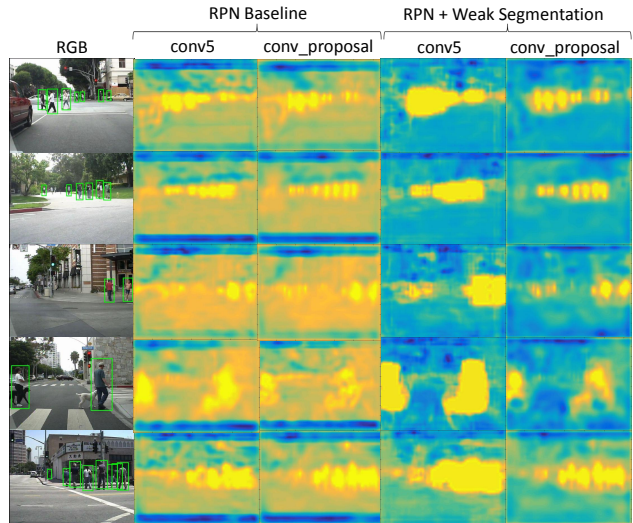 RPN Baseline
RPN + Weak Segmentation
RGB
conv5
conv_proposal
conv5
conv_proposal